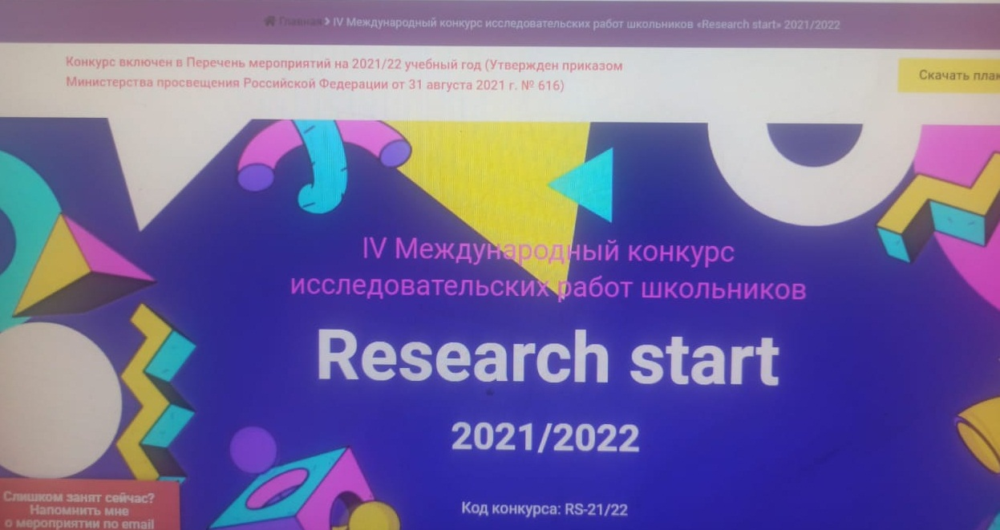 Главная > IV Международный конкурс исследовательских работ школьников «Research start» 2021/2022
Конкурс включен в Перечень мероприятий на 2021/22 учебный год (Утвержден приказом
Министерства просвещения Российской Федерации от 31 августа 2021 г. № 616)
Скачать плак
IV Международный конкурс
исследовательских работ школьников
Research start
2021/2022
Код конкурса: RS-21/22
Слишком занят сейчас?
Напомнить мне
о мероприятии по email